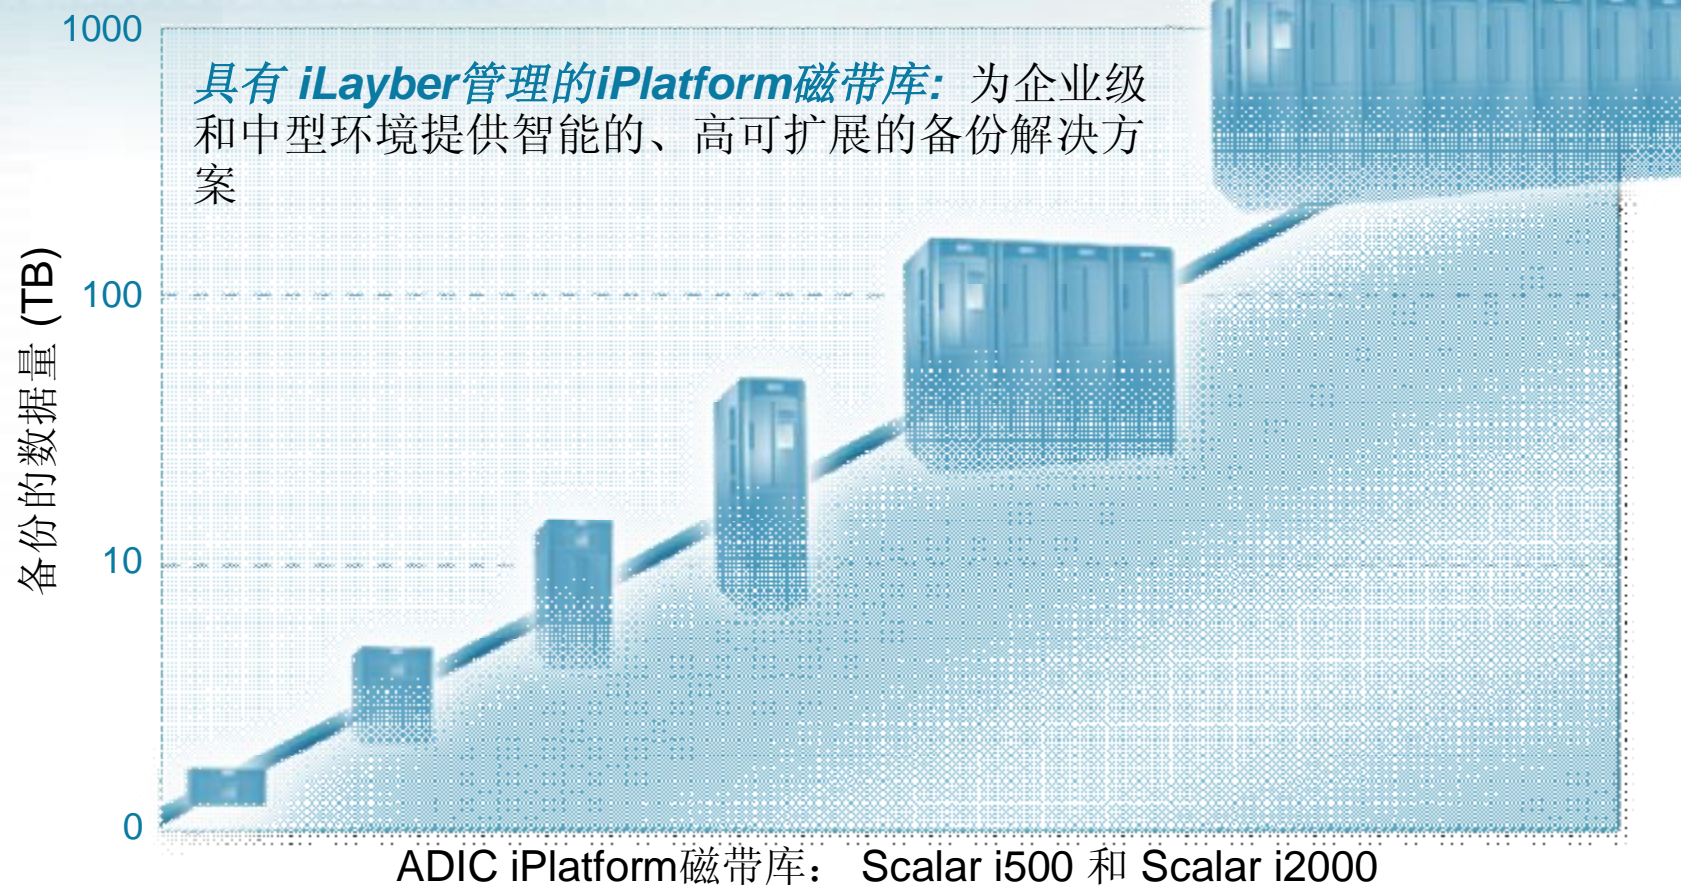 1000
具有 iLayber管理的iPlatform磁带库: 为企业级
和中型环境提供智能的、高可扩展的备份解决方
案
备份的数据量 (TB)
100
10
0
ADIC iPlatform磁带库： Scalar i500 和 Scalar i2000